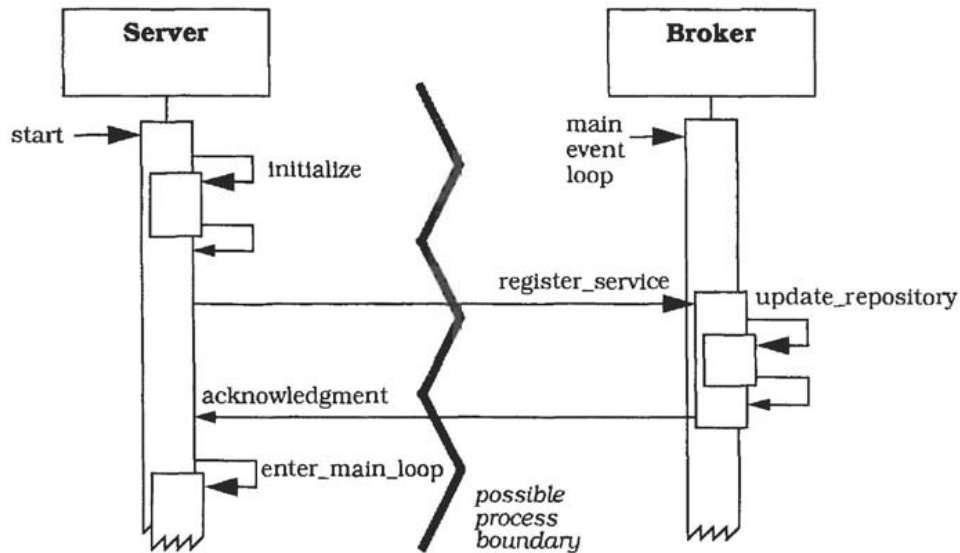 Server
Broker
start
main
event
loop
initialize
register_service
update_repository
acknowledgment
enter_main_loop
possible
process
boundary